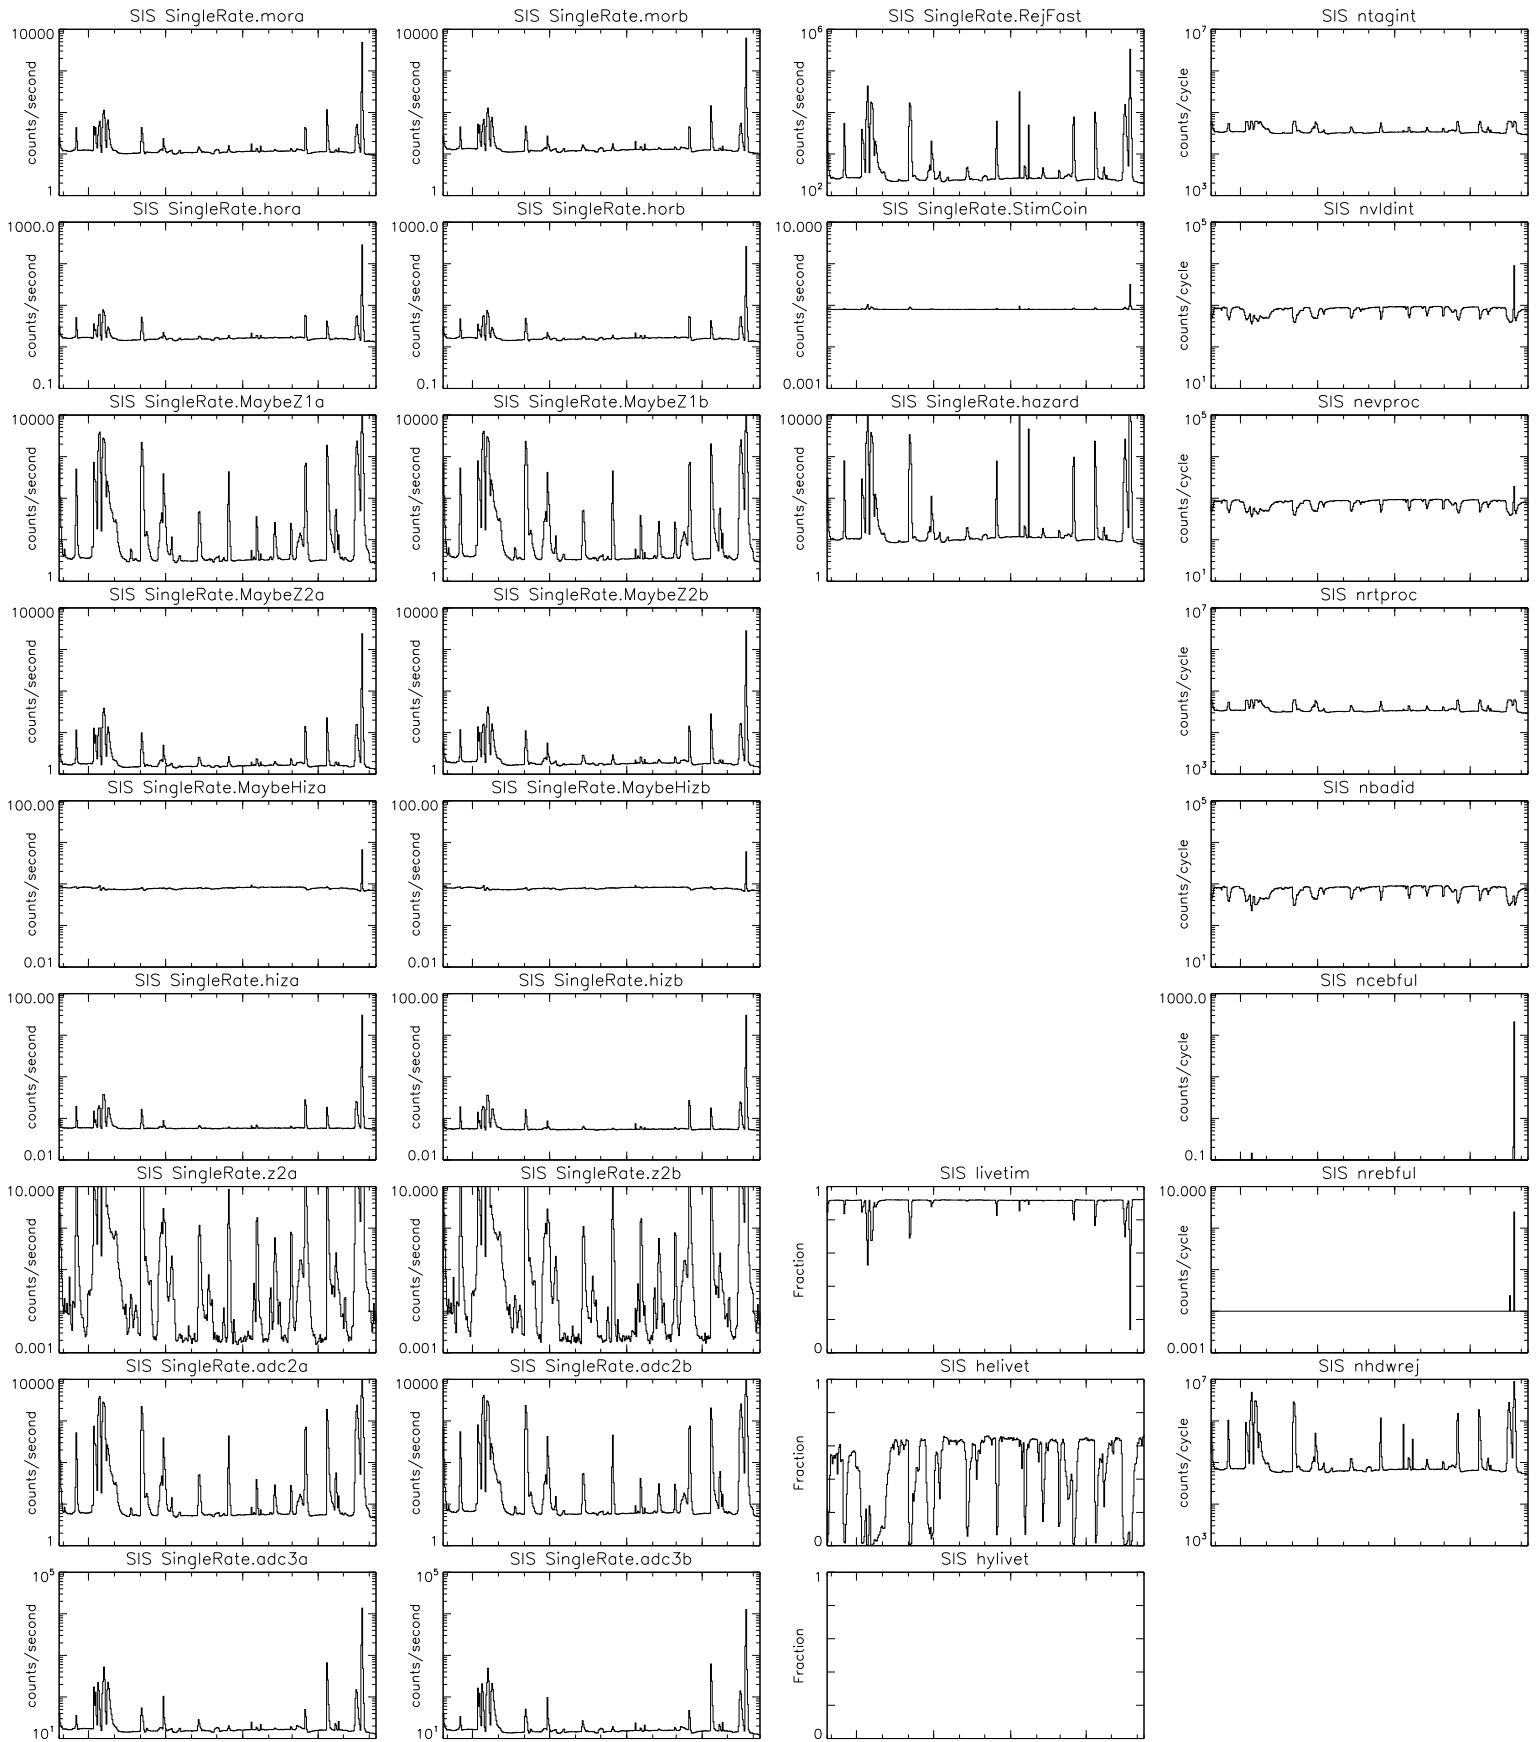 SIS SingleRate.mora
10000
counts/second
1
SIS SingleRate.morb
10000
counts/second
1
SIS SingleRate.RejFast
10⁶
counts/second
10²
SIS ntagint
10⁷
counts/cycle
10³
SIS SingleRate.hora
1000.0
counts/second
0.1
SIS SingleRate.horb
1000.0
counts/second
0.1
SIS SingleRate.StimCoin
10.000
counts/second
0.001
SIS nvldint
10⁵
counts/cycle
10¹
SIS SingleRate.MaybeZ1a
10000
counts/second
1
SIS SingleRate.MaybeZ1b
10000
counts/second
1
SIS SingleRate.hazard
10000
counts/second
1
SIS nevproc
10⁵
counts/cycle
10¹
SIS SingleRate.MaybeZ2a
10000
counts/second
1
SIS SingleRate.MaybeZ2b
10000
counts/second
1
SIS nrtproc
10⁷
counts/cycle
10³
SIS SingleRate.MaybeHiza
100.00
counts/second
0.01
SIS SingleRate.MaybeHizb
100.00
counts/second
0.01
SIS nbadid
10⁵
counts/cycle
10¹
SIS SingleRate.hiza
100.00
counts/second
0.01
SIS SingleRate.hizb
100.00
counts/second
0.01
SIS ncebful
1000.0
counts/cycle
0.1
SIS SingleRate.z2a
10.000
counts/second
0.001
SIS SingleRate.z2b
10.000
counts/second
0.001
SIS livetim
1
Fraction
0
SIS nrebful
10.000
counts/cycle
0.001
SIS SingleRate.adc2a
10000
counts/second
1
SIS SingleRate.adc2b
10000
counts/second
1
SIS helivet
1
Fraction
0
SIS nhdwrej
10⁷
counts/cycle
10³
SIS SingleRate.adc3a
10⁵
counts/second
10¹
SIS SingleRate.adc3b
10⁵
counts/second
10¹
SIS hylivet
1
Fraction
0